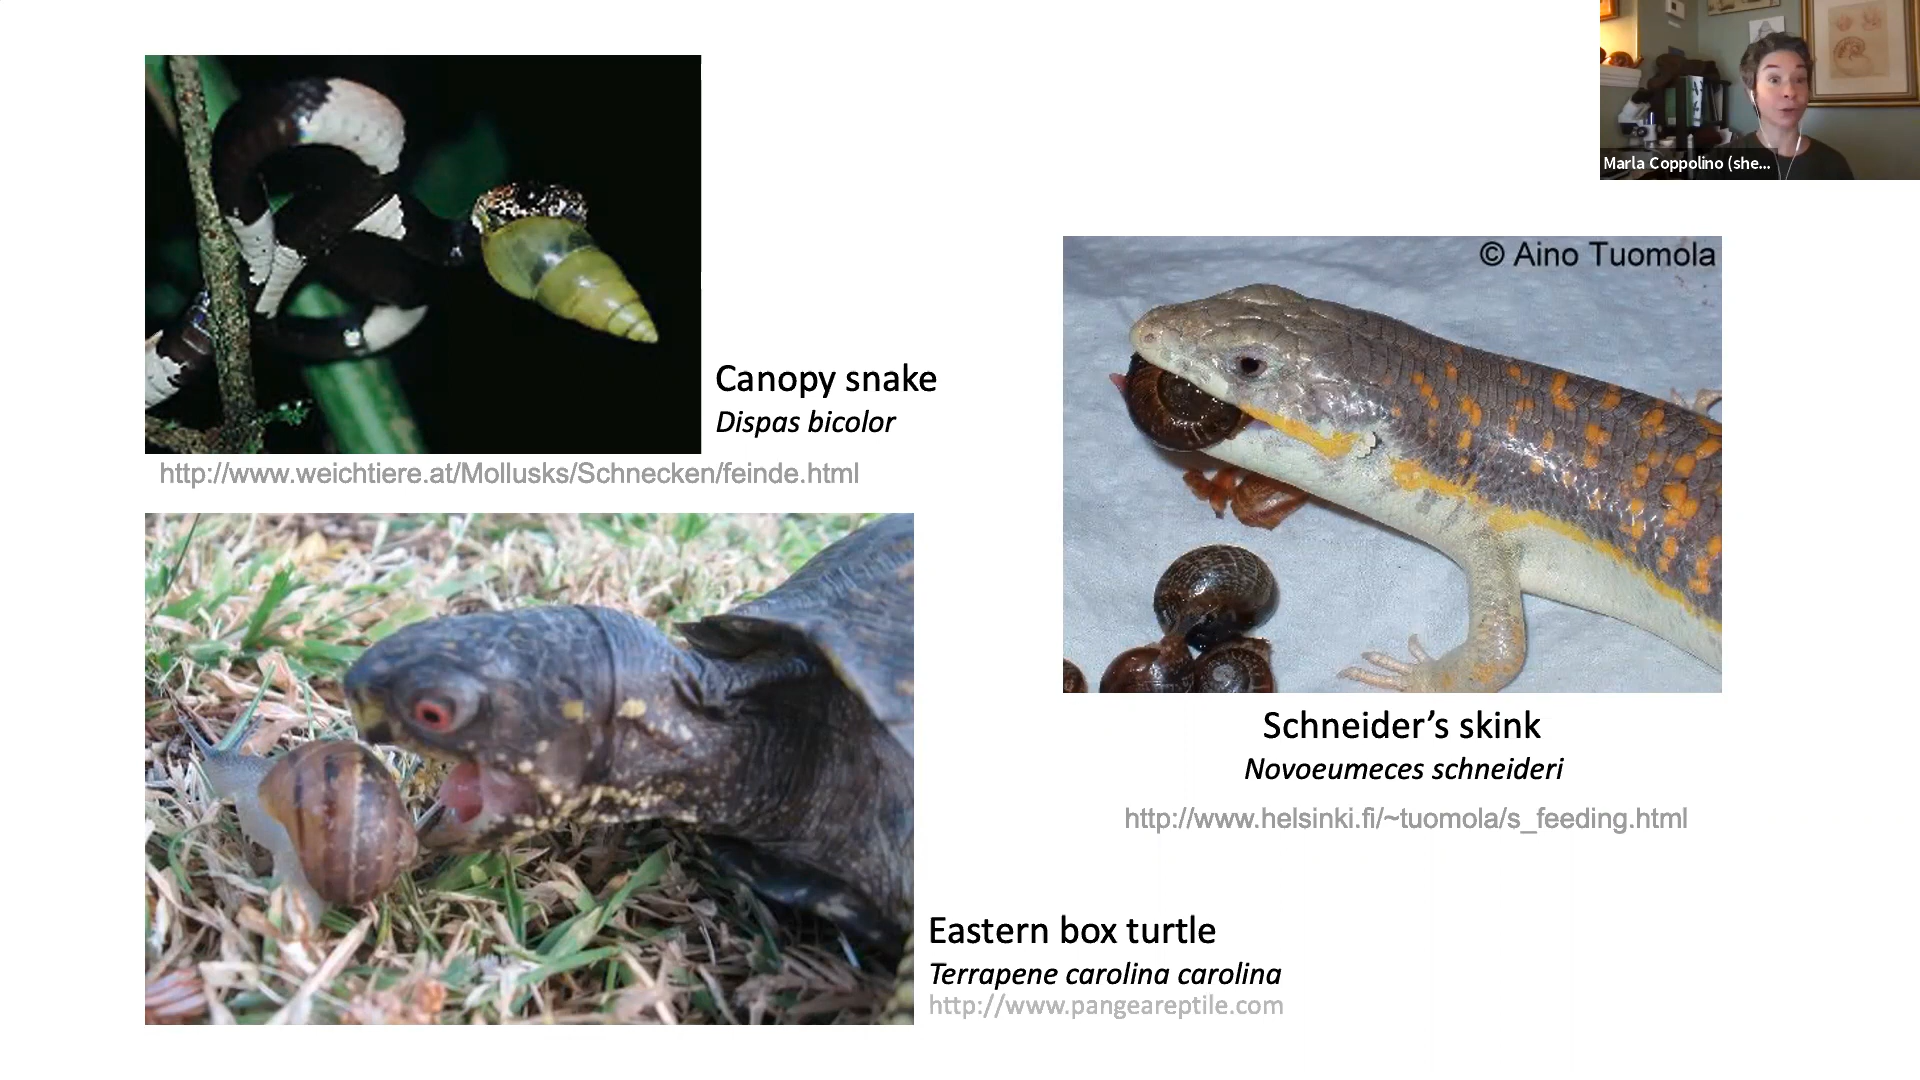 Marla Coppolino (she...
© Aino Tuomola
Canopy snake
Dispas bicolor
http://www.weichtiere.at/Mollusks/Schnecken/feinde.html
Schneider’s skink
Novoeumeces schneideri
http://www.helsinki.fi/~tuomola/s_feeding.html
Eastern box turtle
Terrapene carolina carolina
http://www.pangeareptile.com